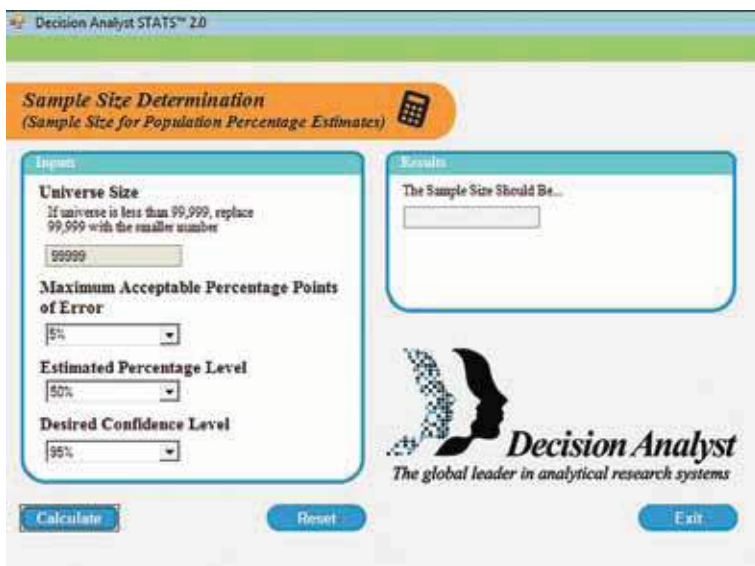 Decision Analyst STATS™ 2.0
Sample Size Determination
(Sample Size for Population Percentage Estimates)
Inputs
Universe Size
If universe is less than 99,999, replace
99,999 with the smaller number
99999
Maximum Acceptable Percentage Points
of Error
5%
Estimated Percentage Level
50%
Desired Confidence Level
95%
Results
The Sample Size Should Be...
Decision Analyst
The global leader in analytical research systems
Calculate
Reset
Exit